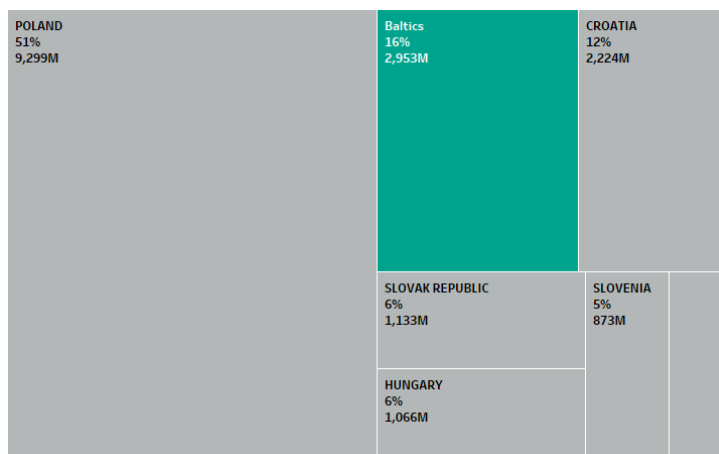 POLAND
51%
9,299M
Baltics
16%
2,953M
CROATIA
12%
2,224M
SLOVAK REPUBLIC
6%
1,133M
SLOVENIA
5%
873M
HUNGARY
6%
1,066M